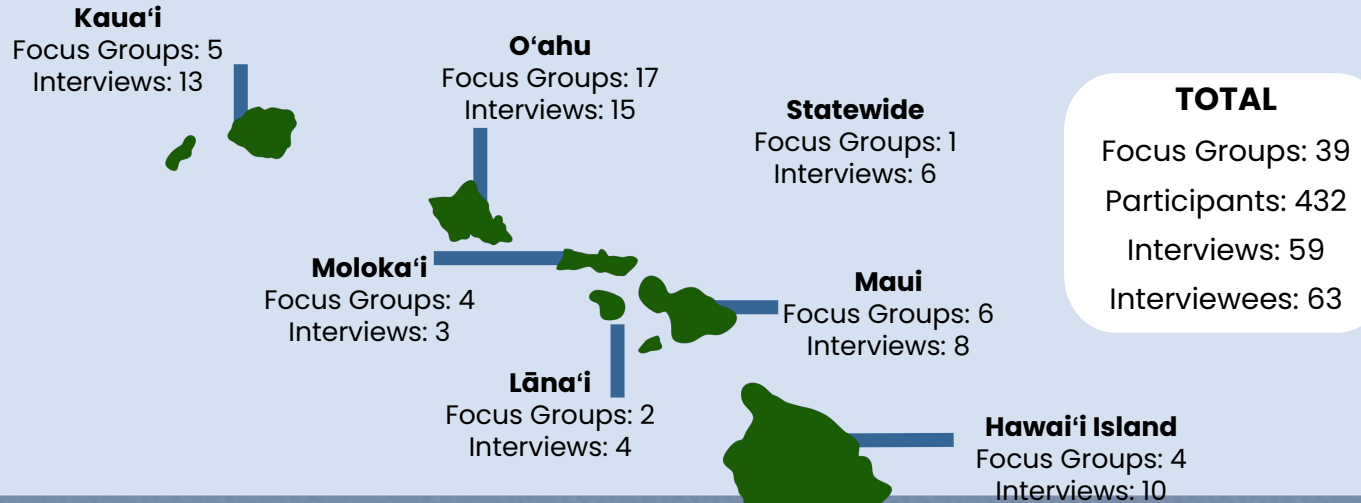 Kauaʻi
Focus Groups: 5
Interviews: 13
Oʻahu
Focus Groups: 17
Interviews: 15
Statewide
Focus Groups: 1
Interviews: 6
TOTAL
Focus Groups: 39
Participants: 432
Interviews: 59
Interviewees: 63
Molokaʻi
Focus Groups: 4
Interviews: 3
Maui
Focus Groups: 6
Interviews: 8
Lānaʻi
Focus Groups: 2
Interviews: 4
Hawaiʻi Island
Focus Groups: 4
Interviews: 10